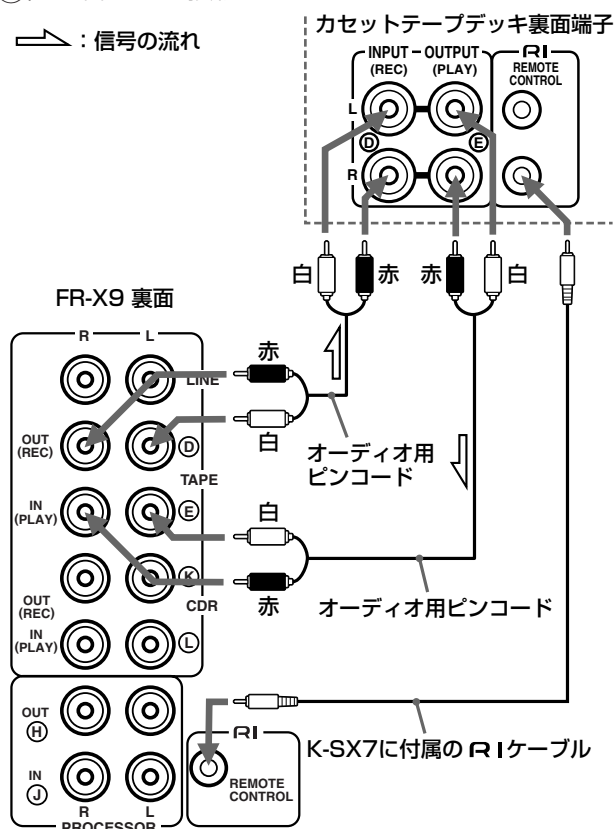 ⇨：信号の流れ
カセットテープデッキ裏面端子
INPUT – OUTPUT
(REC) (PLAY)
RI
REMOTE
CONTROL
L
D
E
R
白
赤
赤
白
FR-X9 裏面
R
L
LINE
赤
白
OUT
(REC)
D
TAPE
オーディオ用
ピンコード
IN
(PLAY)
E
白
赤
オーディオ用ピンコード
K
CDR
OUT
(REC)
IN
(PLAY)
L
OUT
H
IN
J
R
L
PROCESSOR
RI
REMOTE
CONTROL
K-SX7に付属のRIケーブル